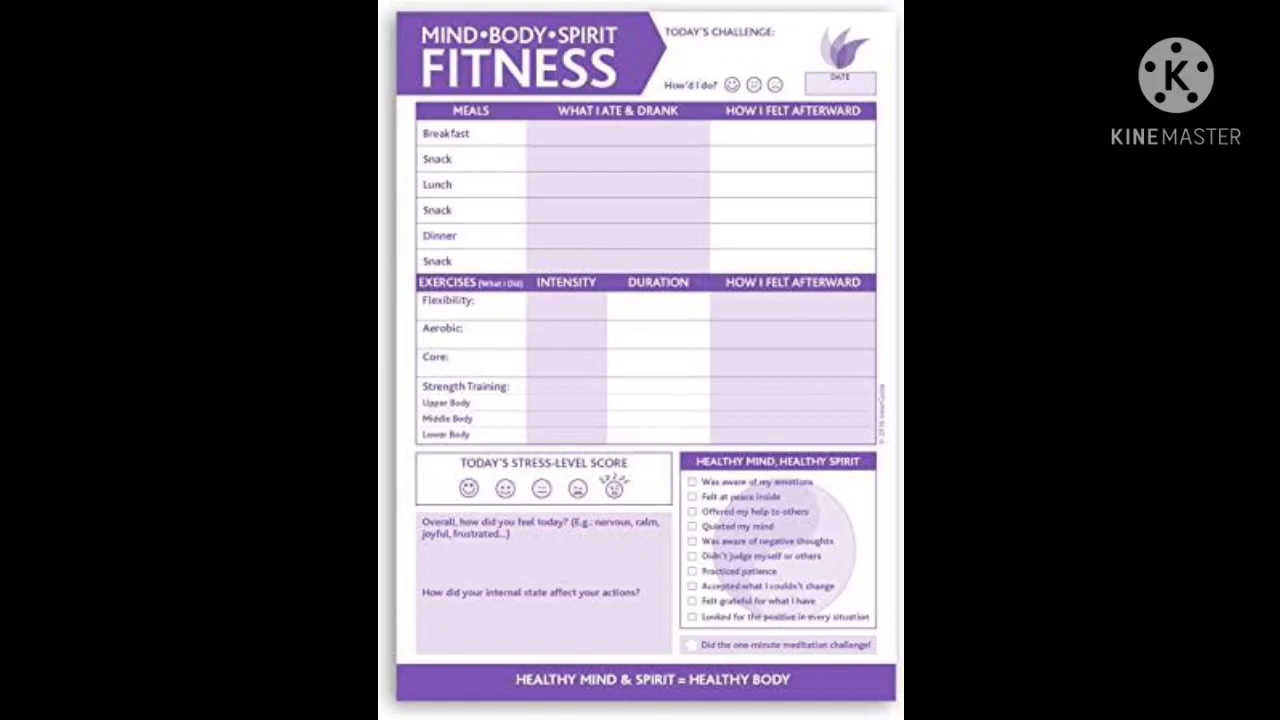 MIND•BODY•SPIRIT
FITNESS
TODAY'S CHALLENGE:
How'd I do?
DATE
KINEMASTER
MEALS WHAT I ATE & DRANK HOW I FELT AFTERWARD
Breakfast
Snack
Lunch
Snack
Dinner
Snack
EXERCISES (What I Did) INTENSITY DURATION HOW I FELT AFTERWARD
Flexibility:
Aerobic:
Core:
Strength Training:
Upper Body
Middle Body
Lower Body
TODAY'S STRESS-LEVEL SCORE
Overall, how did you feel today? (E.g.: nervous, calm,
joyful, frustrated...)
How did your internal state affect your actions?
HEALTHY MIND, HEALTHY SPIRIT
Was aware of my emotions
Felt at peace inside
Offered my help to others
Quieted my mind
Was aware of negative thoughts
Didn't judge myself or others
Practiced patience
Accepted what I couldn't change
Felt grateful for what I have
Looked for the positive in every situation
Did the one-minute meditation challenge!
HEALTHY MIND & SPIRIT = HEALTHY BODY